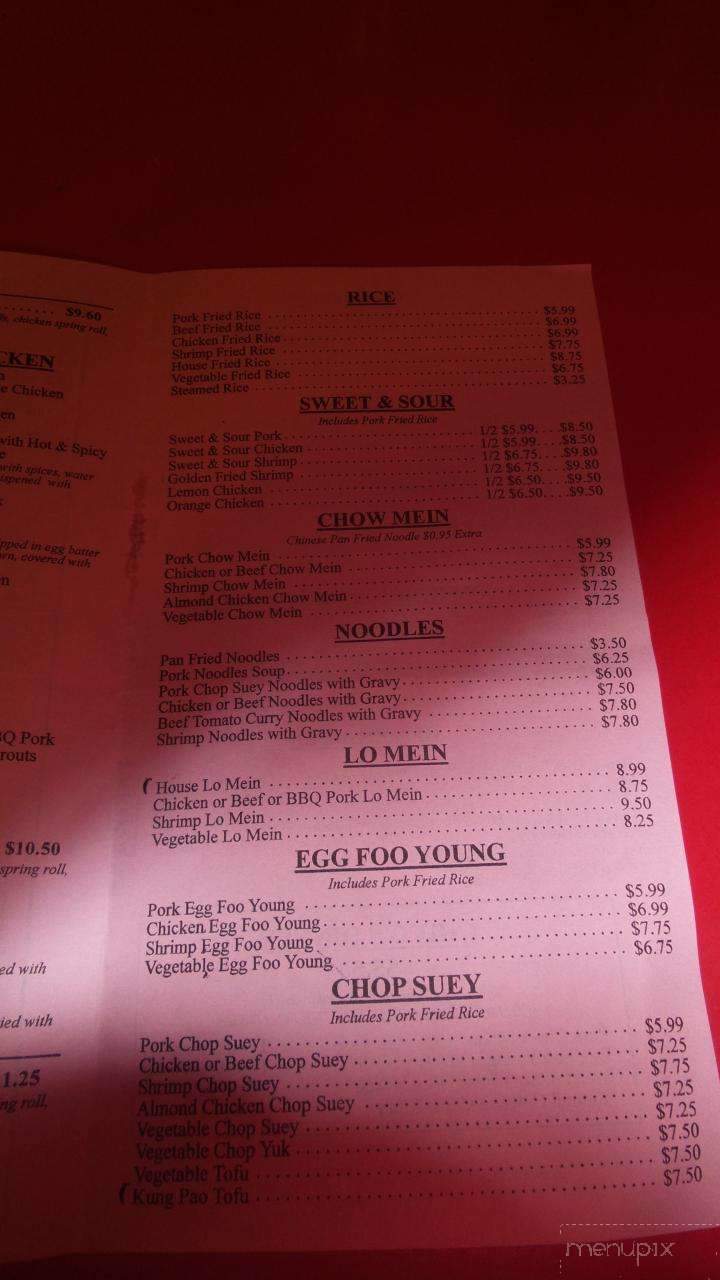 $9.60
chicken spring roll,
CKEN
e Chicken
en
with Hot & Spicy
e
with spices, water
with
pped in egg batter
wn, covered with
en
BQ Pork
routs
$10.50
spring roll,
ed with
ied with
1.25
ng roll,
RICE
Pork Fried Rice $5.99
Beef Fried Rice $6.99
Chicken Fried Rice $6.99
Shrimp Fried Rice $7.75
House Fried Rice $8.75
Vegetable Fried Rice $6.75
Steamed Rice $3.25
SWEET & SOUR
Includes Pork Fried Rice
Sweet & Sour Pork 1/2 $5.99....$8.50
Sweet & Sour Chicken 1/2 $5.99....$8.50
Sweet & Sour Shrimp 1/2 $6.75....$9.80
Golden Fried Shrimp 1/2 $6.75....$9.80
Lemon Chicken 1/2 $6.50....$9.50
Orange Chicken 1/2 $6.50....$9.50
CHOW MEIN
Chinese Pan Fried Noodle $0.95 Extra
Pork Chow Mein $5.99
Chicken or Beef Chow Mein $7.25
Shrimp Chow Mein $7.80
Almond Chicken Chow Mein $7.25
Vegetable Chow Mein $7.25
NOODLES
Pan Fried Noodles $3.50
Pork Noodles Soup $6.25
Pork Chop Suey Noodles with Gravy $6.00
Chicken or Beef Noodles with Gravy $7.50
Beef Tomato Curry Noodles with Gravy $7.80
Shrimp Noodles with Gravy $7.80
LO MEIN
House Lo Mein 8.99
Chicken or Beef or BBQ Pork Lo Mein 8.75
Shrimp Lo Mein 9.50
Vegetable Lo Mein 8.25
EGG FOO YOUNG
Includes Pork Fried Rice
Pork Egg Foo Young $5.99
Chicken Egg Foo Young $6.99
Shrimp Egg Foo Young $7.75
Vegetable Egg Foo Young $6.75
CHOP SUEY
Includes Pork Fried Rice
Pork Chop Suey $5.99
Chicken or Beef Chop Suey $7.25
Shrimp Chop Suey $7.75
Almond Chicken Chop Suey $7.25
Vegetable Chop Suey $7.25
Vegetable Chop Yuk $7.50
Vegetable Tofu $7.50
Kung Pao Tofu $7.50
menupix